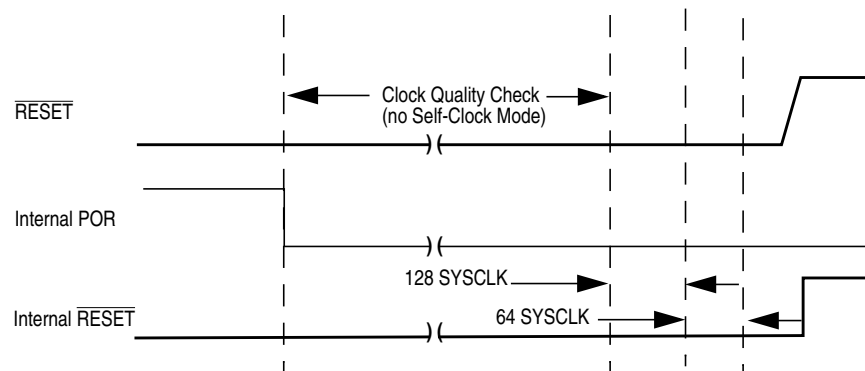 Clock Quality Check
(no Self-Clock Mode)
RESET
)(
Internal POR
)(
128 SYSCLK
64 SYSCLK
Internal RESET
)(